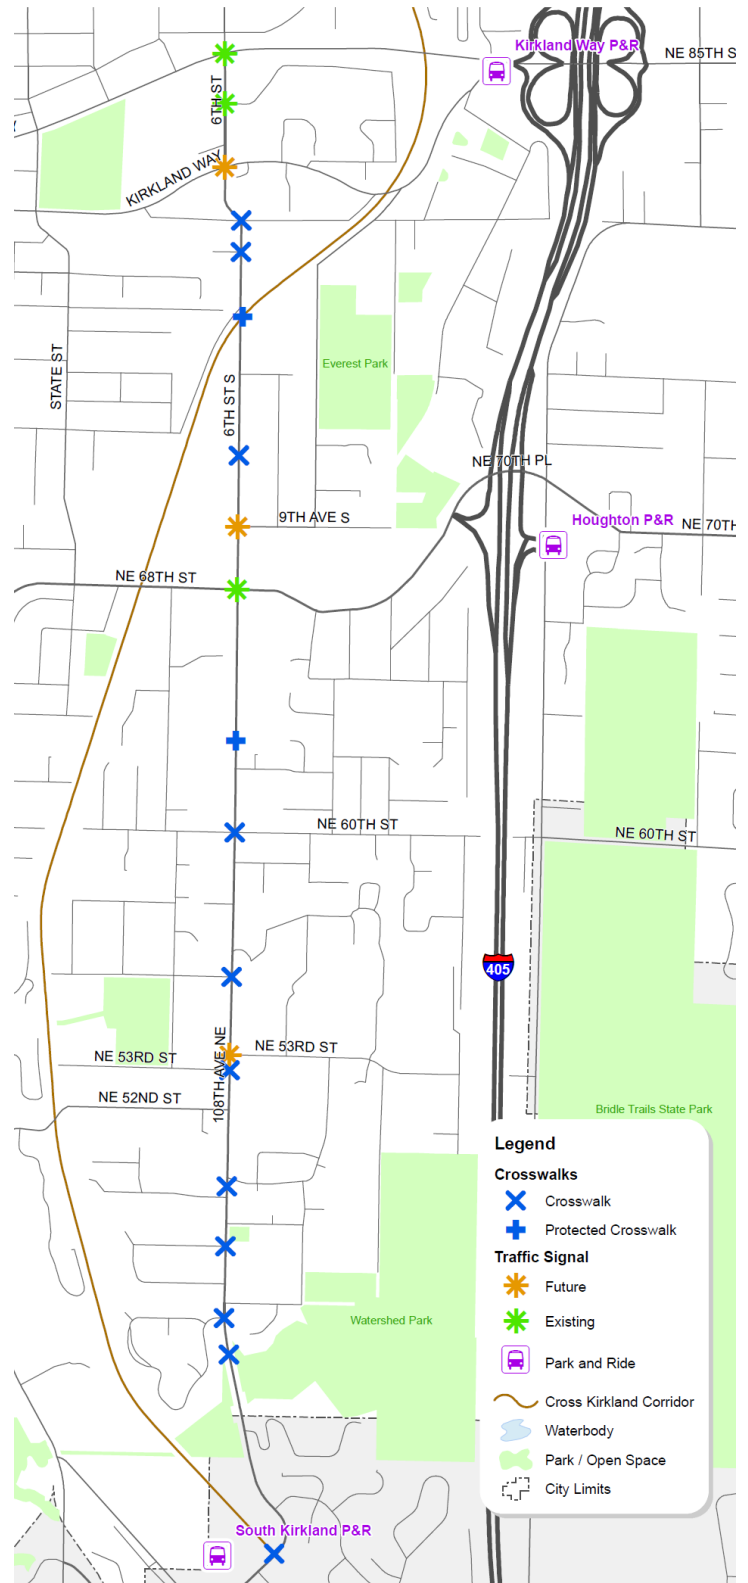 Kirkland Way P&R
NE 85TH S
6TH ST
KIRKLAND WAY
STATE ST
Everest Park
6TH ST S
NE 70TH PL
9TH AVE S
Houghton P&R
NE 70TH
NE 68TH ST
NE 60TH ST
NE 60TH ST
405
108TH AVE NE
NE 53RD ST
NE 53RD ST
NE 52ND ST
Bridle Trails State Park
Watershed Park
South Kirkland P&R
Legend
Crosswalks
Crosswalk
Protected Crosswalk
Traffic Signal
Future
Existing
Park and Ride
Cross Kirkland Corridor
Waterbody
Park / Open Space
City Limits